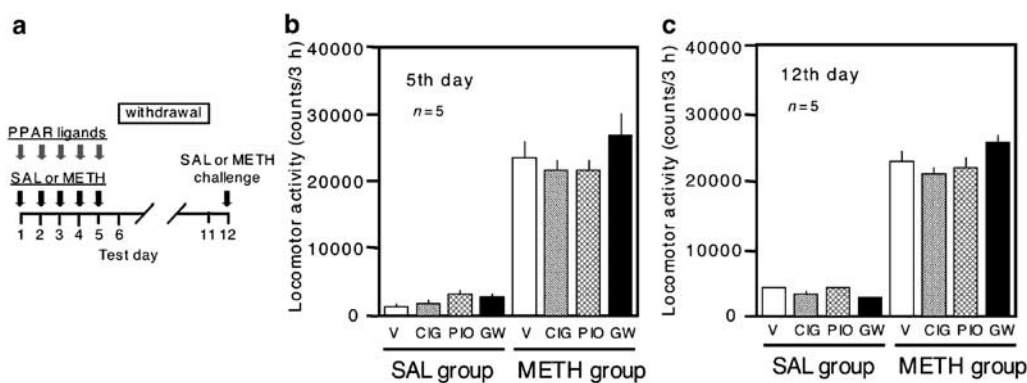 a
withdrawal
PPAR ligands
SAL or METH
SAL or METH
challenge
1 2 3 4 5 6 11 12
Test day
b
Locomotor activity (counts/3 h)
40000
30000
20000
10000
0
5th day
n=5
V CIG PIO GW V CIG PIO GW
SAL group METH group
c
Locomotor activity (counts/3 h)
40000
30000
20000
10000
0
12th day
n=5
V CIG PIO GW V CIG PIO GW
SAL group METH group